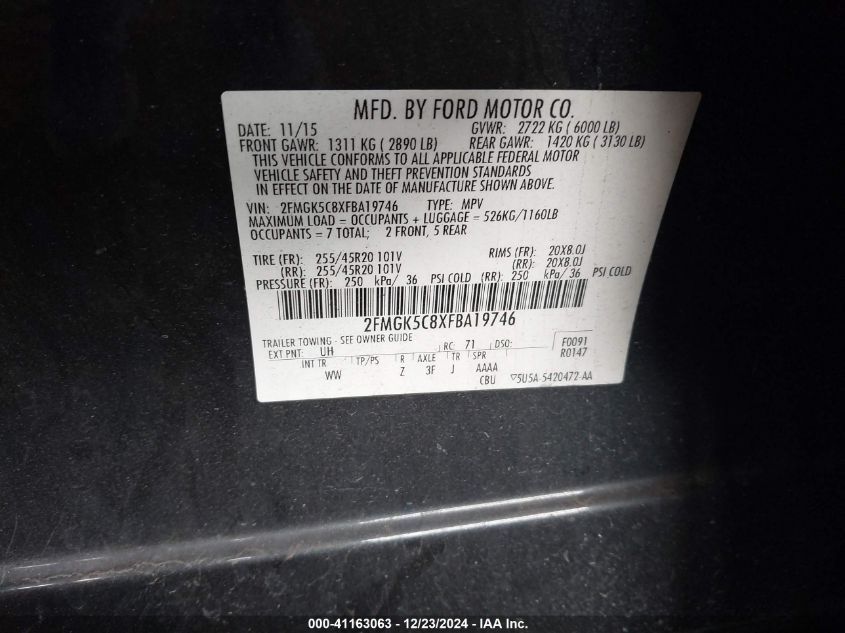 MFD. BY FORD MOTOR CO.
DATE: 11/15 GVWR: 2722 KG ( 6000 LB)
FRONT GAWR: 1311 KG ( 2890 LB) REAR GAWR: 1420 KG ( 3130 LB)
THIS VEHICLE CONFORMS TO ALL APPLICABLE FEDERAL MOTOR
VEHICLE SAFETY AND THEFT PREVENTION STANDARDS
IN EFFECT ON THE DATE OF MANUFACTURE SHOWN ABOVE.
VIN: 2FMGK5C8XFBA19746 TYPE: MPV
MAXIMUM LOAD = OCCUPANTS + LUGGAGE = 526KG/1160LB
OCCUPANTS = 7 TOTAL; 2 FRONT, 5 REAR
TIRE (FR): 255/45R20 101V RIMS (FR): 20X8.0J
(RR): 255/45R20 101V (RR): 20X8.0J
PRESSURE (FR): 250 kPa/ 36 PSI COLD (RR): 250 kPa/ 36 PSI COLD
2FMGK5C8XFBA19746
TRAILER TOWING - SEE OWNER GUIDE
EXT PNT: UH RC: 71 DSO: F0091
R0147
INT TR TP/PS R AXLE TR SPR
WW Z 3F J AAAA
CBU 5U5A-5420472-AA
000-41163063 - 12/23/2024 - IAA Inc.